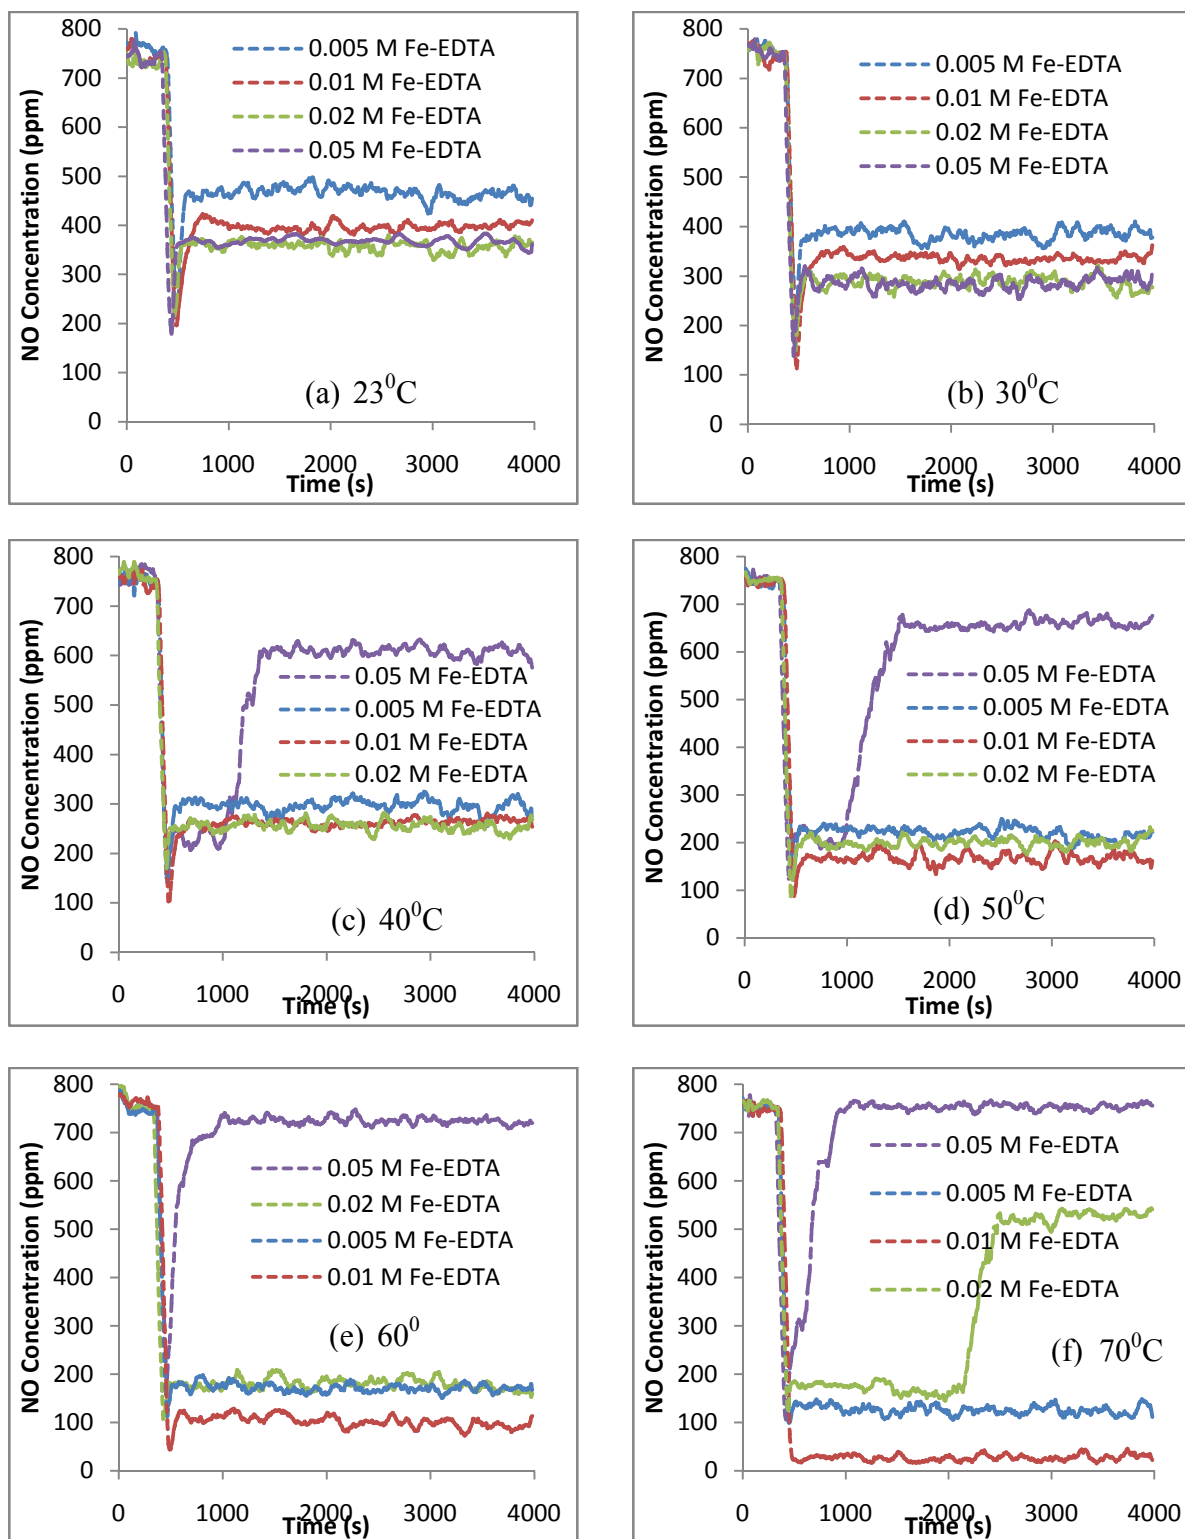 NO Concentration (ppm)
800
700
600
500
400
300
200
100
0
0.005 M Fe-EDTA
0.01 M Fe-EDTA
0.02 M Fe-EDTA
0.05 M Fe-EDTA
(a) 23⁰C
0 1000 2000 3000 4000
Time (s)
NO Concentration (ppm)
800
700
600
500
400
300
200
100
0
0.005 M Fe-EDTA
0.01 M Fe-EDTA
0.02 M Fe-EDTA
0.05 M Fe-EDTA
(b) 30⁰C
0 1000 2000 3000 4000
Time (s)
NO Concentration (ppm)
800
700
600
500
400
300
200
100
0
0.05 M Fe-EDTA
0.005 M Fe-EDTA
0.01 M Fe-EDTA
0.02 M Fe-EDTA
(c) 40⁰C
0 1000 2000 3000 4000
Time (s)
NO Concentration (ppm)
800
700
600
500
400
300
200
100
0
0.05 M Fe-EDTA
0.005 M Fe-EDTA
0.01 M Fe-EDTA
0.02 M Fe-EDTA
(d) 50⁰C
0 1000 2000 3000 4000
Time (s)
NO Concentration (ppm)
800
700
600
500
400
300
200
100
0
0.05 M Fe-EDTA
0.02 M Fe-EDTA
0.005 M Fe-EDTA
0.01 M Fe-EDTA
(e) 60⁰
0 1000 2000 3000 4000
Time (s)
NO Concentration (ppm)
800
700
600
500
400
300
200
100
0
0.05 M Fe-EDTA
0.005 M Fe-EDTA
0.01 M Fe-EDTA
0.02 M Fe-EDTA
(f) 70⁰C
0 1000 2000 3000 4000
Time (s)